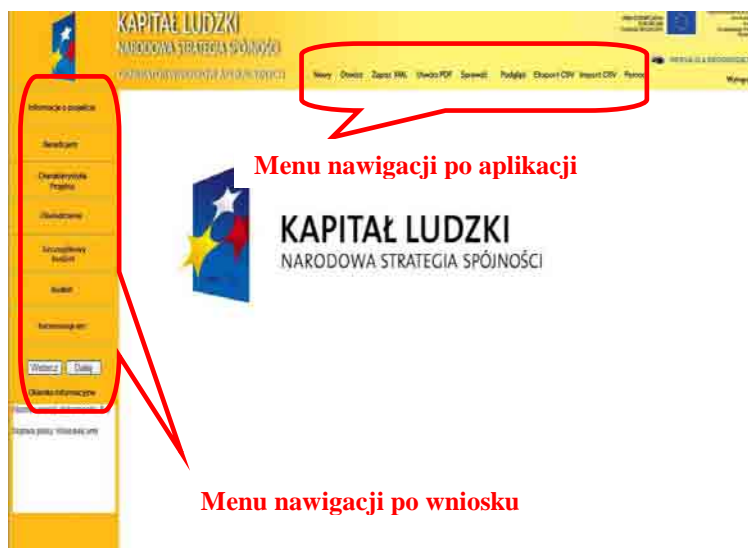 KAPITAŁ LUDZKI
NARODOWA STRATEGIA SPÓJNOŚCI
Nowy Otwórz Zapisz XML Utwórz PDF Sprawdź Podgląd Eksport CSV Import CSV Pomoc
Informacje o projekcie
Beneficjent
Charakterystyka
Projektu
Oświadczenie
Szczegółowy
budżet
Budżet
Harmonogram
Wstecz Dalej
Okienko informacyjne
Menu nawigacji po aplikacji
KAPITAŁ LUDZKI
NARODOWA STRATEGIA SPÓJNOŚCI
Menu nawigacji po wniosku